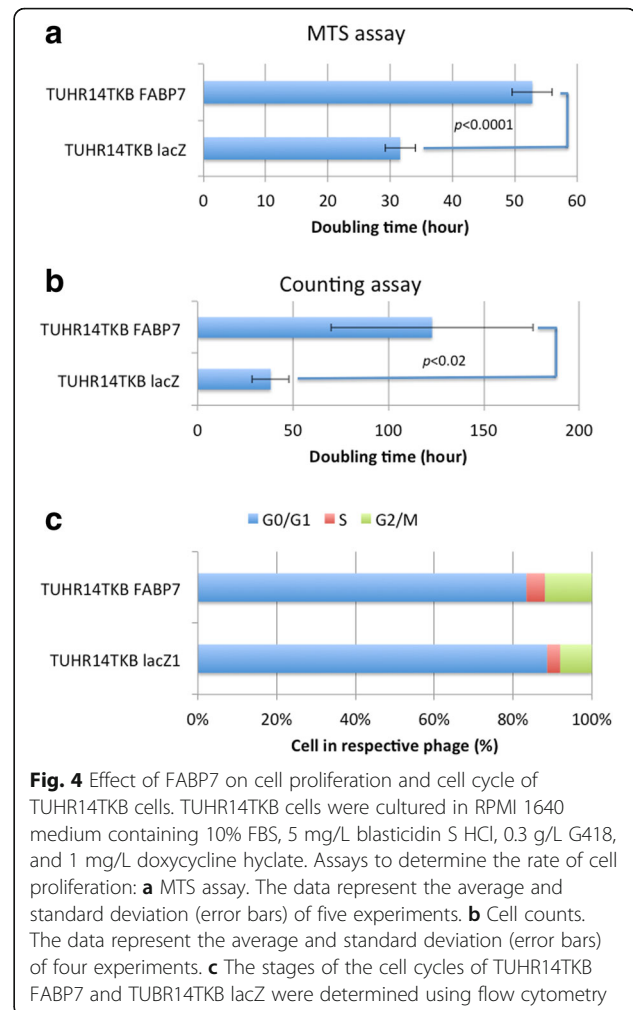 a
MTS assay
TUHR14TKB FABP7
p<0.0001
TUHR14TKB lacZ
0 10 20 30 40 50 60
Doubling time (hour)
b
Counting assay
TUHR14TKB FABP7
p<0.02
TUHR14TKB lacZ
0 50 100 150 200
Doubling time (hour)
c
G0/G1 S G2/M
TUHR14TKB FABP7
TUHR14TKB lacZ1
0% 20% 40% 60% 80% 100%
Cell in respective phage (%)
Fig. 4 Effect of FABP7 on cell proliferation and cell cycle of
TUHR14TKB cells. TUHR14TKB cells were cultured in RPMI 1640
medium containing 10% FBS, 5 mg/L blasticidin S HCl, 0.3 g/L G418,
and 1 mg/L doxycycline hyclate. Assays to determine the rate of cell
proliferation: a MTS assay. The data represent the average and
standard deviation (error bars) of five experiments. b Cell counts.
The data represent the average and standard deviation (error bars)
of four experiments. c The stages of the cell cycles of TUHR14TKB
FABP7 and TUBR14TKB lacZ were determined using flow cytometry